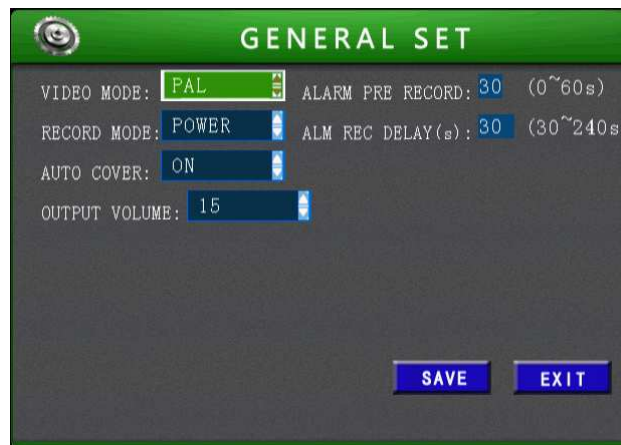 GENERAL SET
VIDEO MODE: PAL ALARM PRE RECORD: 30 (0~60s)
RECORD MODE: POWER ALM REC DELAY(s): 30 (30~240s
AUTO COVER: ON
OUTPUT VOLUME: 15
SAVE EXIT